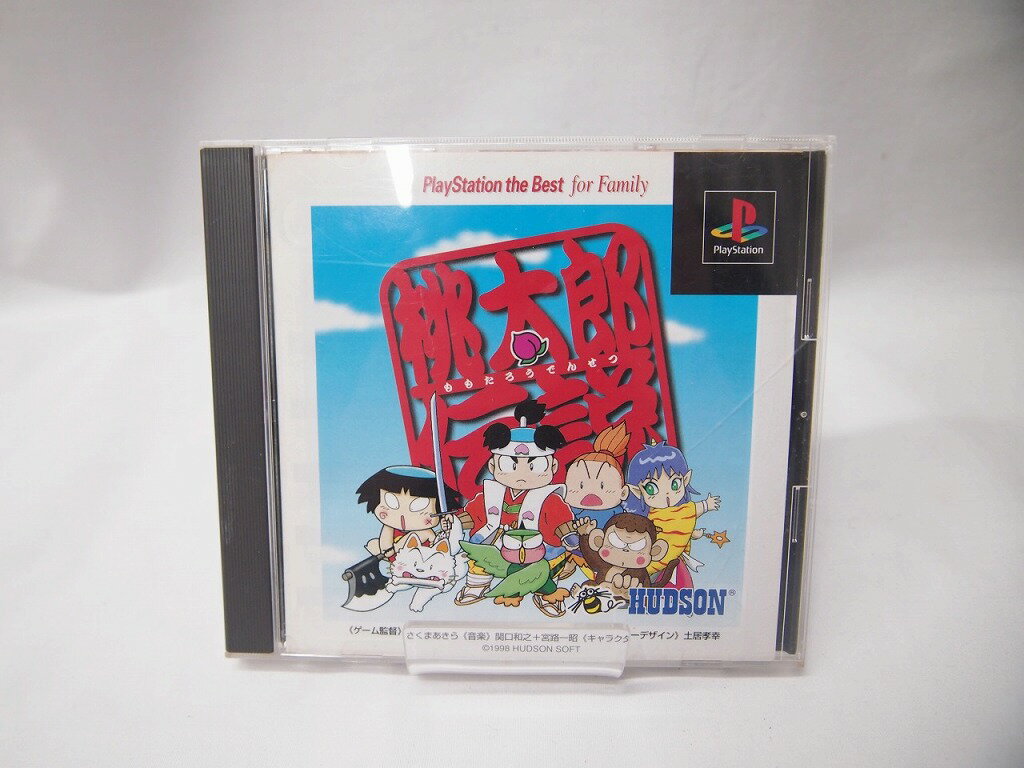 PlayStation the Best for Family
PlayStation
桃太郎
ももたろうでんせつ
伝説
HUDSON®
《ゲーム監督》さくまあきら《音楽》関口和之+宮路一昭《キャラクターデザイン》土居孝幸
©1998 HUDSON SOFT